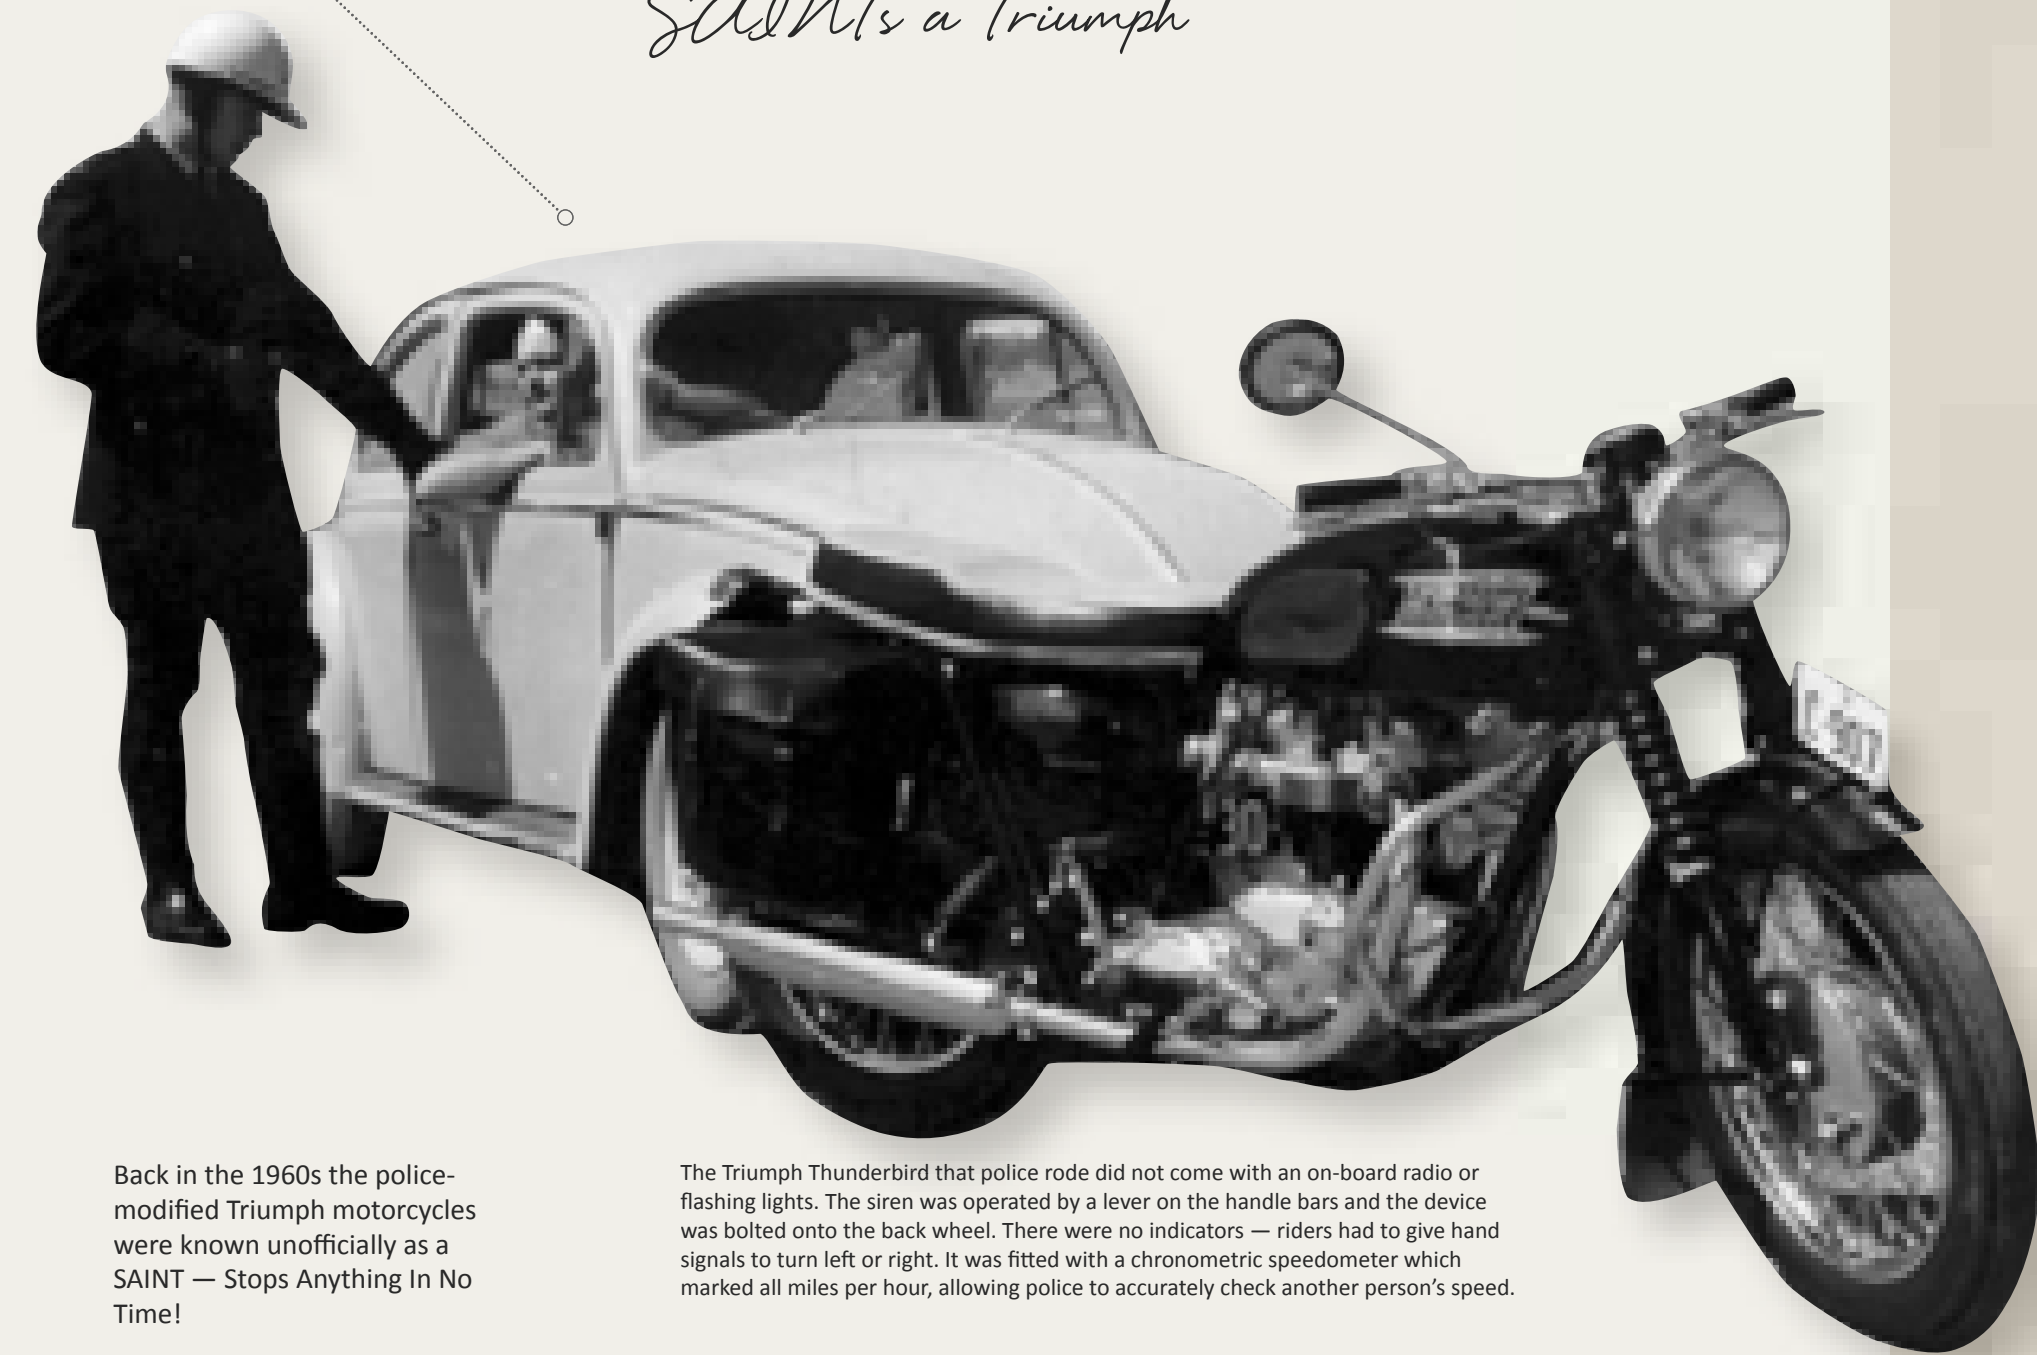 SAINTs a Triumph
Back in the 1960s the police-
modified Triumph motorcycles
were known unofficially as a
SAINT — Stops Anything In No
Time!
The Triumph Thunderbird that police rode did not come with an on-board radio or
flashing lights. The siren was operated by a lever on the handle bars and the device
was bolted onto the back wheel. There were no indicators — riders had to give hand
signals to turn left or right. It was fitted with a chronometric speedometer which
marked all miles per hour, allowing police to accurately check another person’s speed.